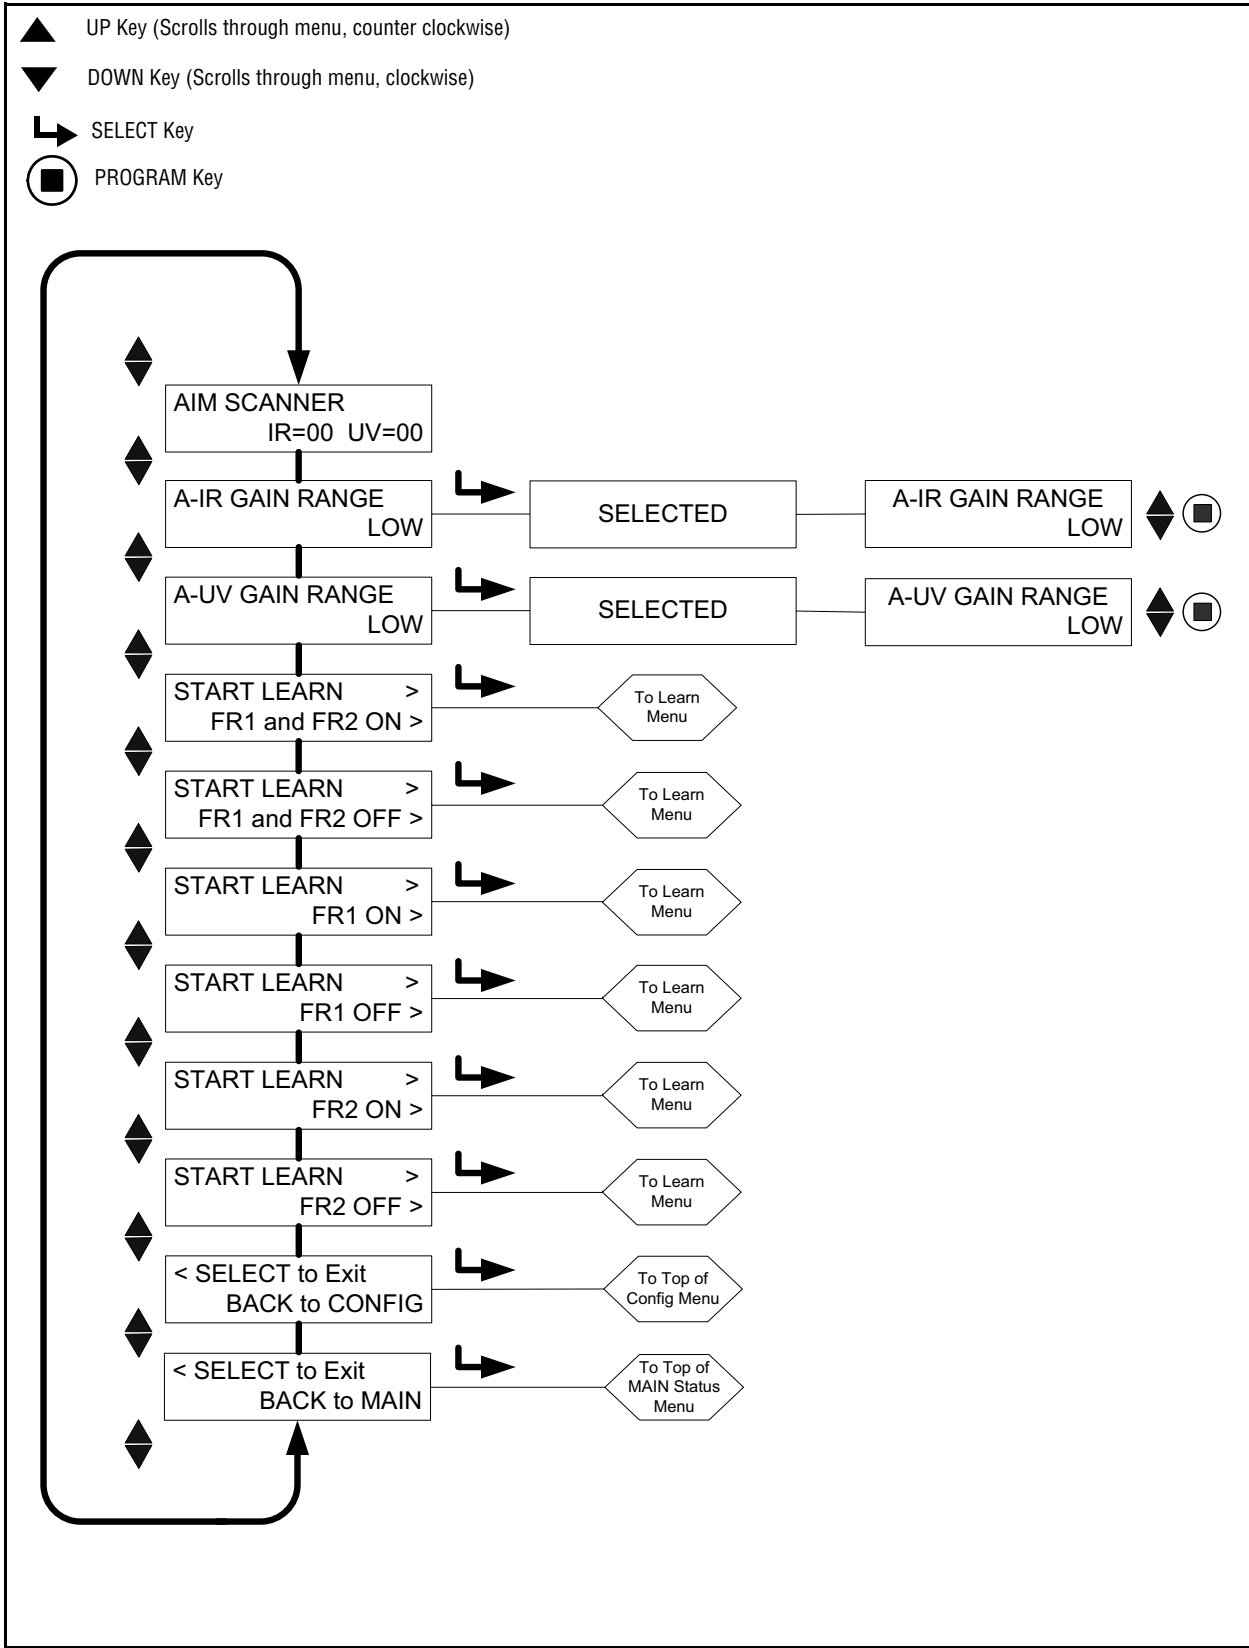 UP Key (Scrolls through menu, counter clockwise)
DOWN Key (Scrolls through menu, clockwise)
SELECT Key
PROGRAM Key
AIM SCANNER
IR=00 UV=00
A-IR GAIN RANGE
LOW
SELECTED
A-IR GAIN RANGE
LOW
A-UV GAIN RANGE
LOW
SELECTED
A-UV GAIN RANGE
LOW
START LEARN >
FR1 and FR2 ON >
To Learn
Menu
START LEARN >
FR1 and FR2 OFF >
To Learn
Menu
START LEARN >
FR1 ON >
To Learn
Menu
START LEARN >
FR1 OFF >
To Learn
Menu
START LEARN >
FR2 ON >
To Learn
Menu
START LEARN >
FR2 OFF >
To Learn
Menu
< SELECT to Exit
BACK to CONFIG
To Top of
Config Menu
< SELECT to Exit
BACK to MAIN
To Top of
MAIN Status
Menu